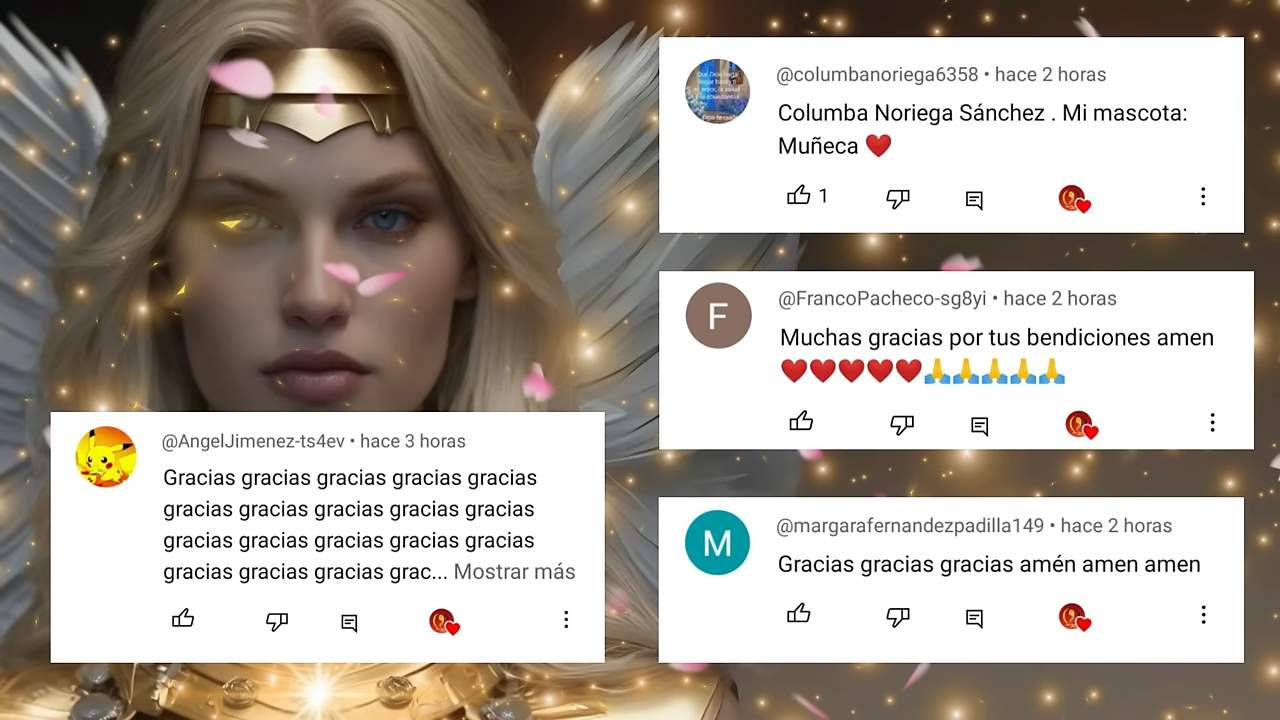 @columbanoriega6358 • hace 2 horas
Columba Noriega Sánchez . Mi mascota:
Muñeca ❤️
1
@FrancoPacheco-sg8yi • hace 2 horas
Muchas gracias por tus bendiciones amen
❤️❤️❤️❤️❤️🙏🙏🙏🙏🙏
@AngelJimenez-ts4ev • hace 3 horas
Gracias gracias gracias gracias gracias
gracias gracias gracias gracias gracias
gracias gracias gracias gracias gracias
gracias gracias gracias grac... Mostrar más
M
@margarafernandezpadilla149 • hace 2 horas
Gracias gracias gracias amén amen amen
F